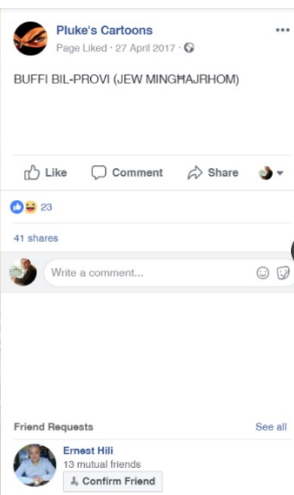 Pluke's Cartoons
Page Liked · 27 April 2017 ·
BUFFI BIL-PROVI (JEW MINGĦAJRHOM)
Like Comment Share
23
41 shares
Write a comment...
Friend Requests See all
Ernest Hili
13 mutual friends
Confirm Friend